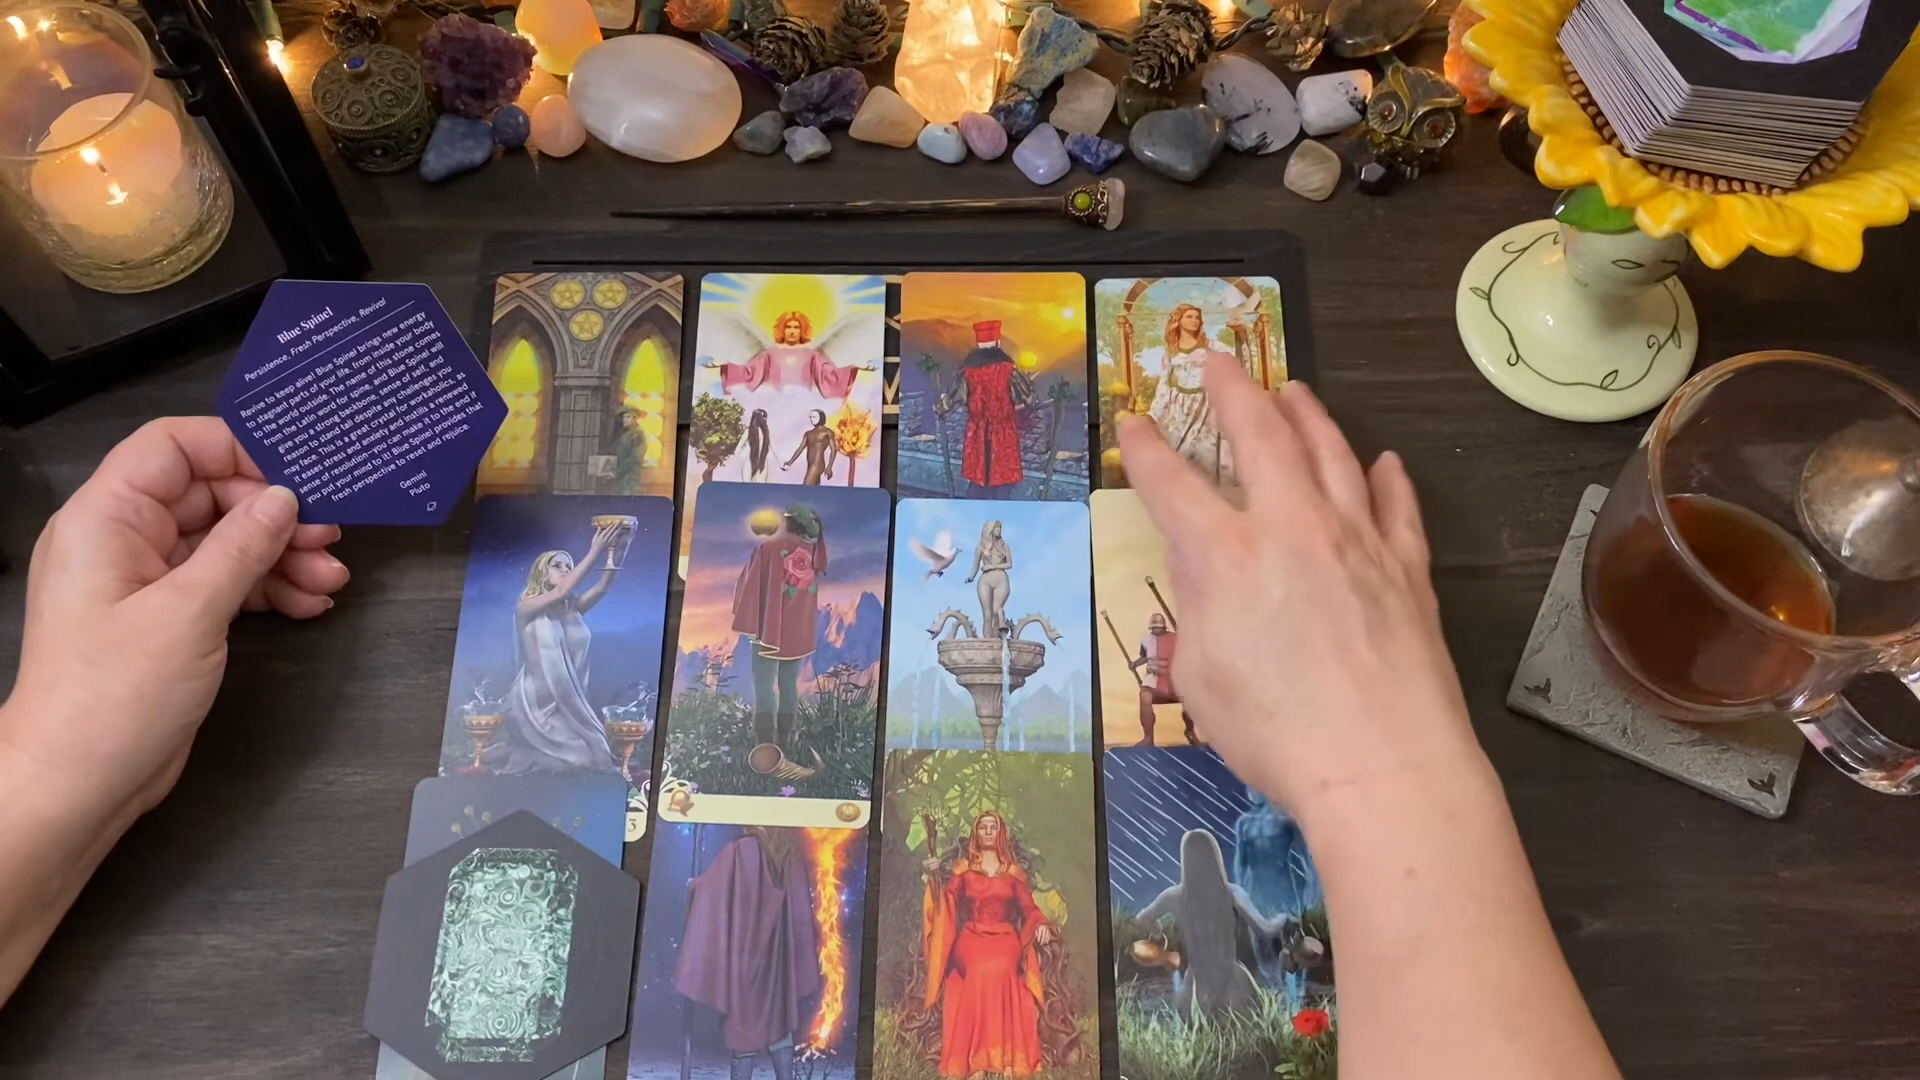 Blue Spinel
Persistence, Fresh Perspective, Revival
Revive to keep alive! Blue Spinel brings new energy
to stagnant parts of your life, from inside your body
to the world outside. The name of this stone comes
from the Latin word for spine, and Blue Spinel will
give you a strong backbone, sense of self, and
reason to stand tall despite any challenges you
may face. This is a great crystal for workaholics, as
it eases stress and anxiety and instills a renewed
sense of resolution–you can make it to the end if
you put your mind to it! Blue Spinel provides that
fresh perspective to reset and rejoice.
Gemini
Pluto
3